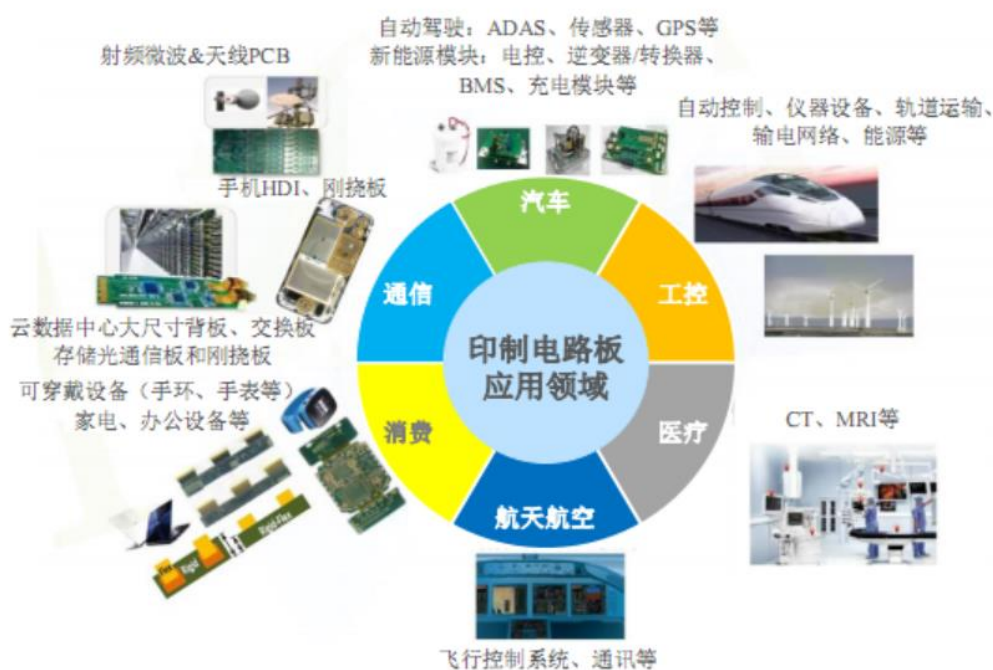 自动驾驶：ADAS、传感器、GPS等
新能源模块：电控、逆变器/转换器、
BMS、充电模块等
射频微波&天线PCB
自动控制、仪器设备、轨道运输、
输电网络、能源等
手机HDI、刚挠板
汽车
通信
工控
云数据中心大尺寸背板、交换板
存储光通信板和刚挠板
印制电路板
应用领域
可穿戴设备（手环、手表等）
家电、办公设备等
消费
医疗
CT、MRI等
航天航空
Flex
Rigid
Rigid-Flex
飞行控制系统、通讯等